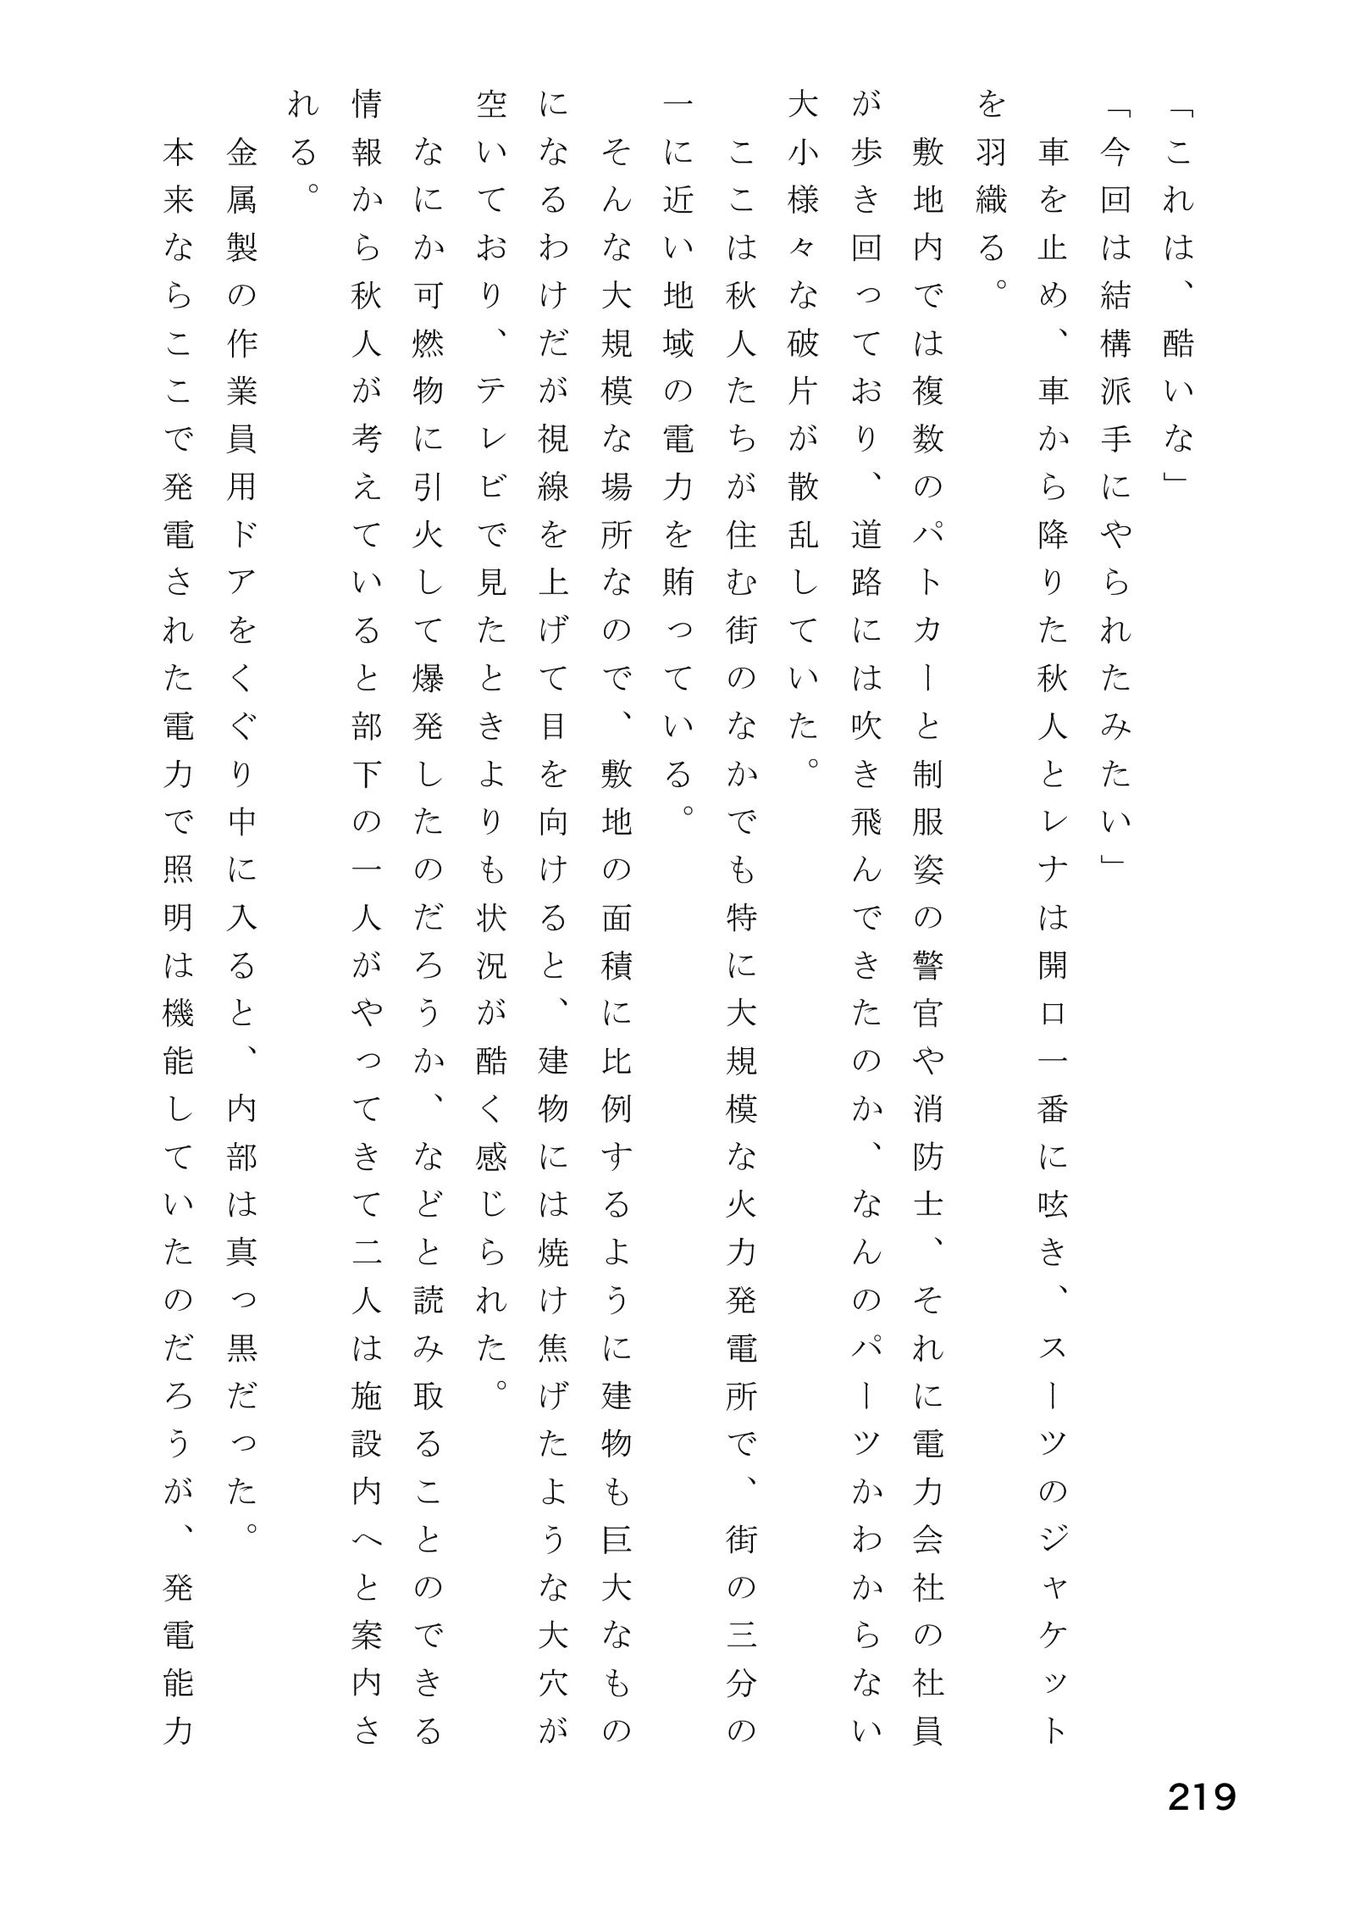 「これは、酷いな」
「今回は結構派手にやられたみたい」
　車を止め、車から降りた秋人とレナは開口一番に呟き、スーツのジャケット
を羽織る。
　敷地内では複数のパトカーと制服姿の警官や消防士、それに電力会社の社員
が歩き回っており、道路には吹き飛んできたのか、なんのパーツかわからない
大小様々な破片が散乱していた。
　ここは秋人たちが住む街のなかでも特に大規模な火力発電所で、街の三分の
一に近い地域の電力を賄っている。
　そんな大規模な場所なので、敷地の面積に比例するように建物も巨大なもの
になるわけだが視線を上げて目を向けると、建物には焼け焦げたような大穴が
空いており、テレビで見たときよりも状況が酷く感じられた。
　なにか可燃物に引火して爆発したのだろうか、などと読み取ることのできる
情報から秋人が考えていると部下の一人がやってきて二人は施設内へと案内さ
れる。
　金属製の作業員用ドアをくぐり中に入ると、内部は真っ黒だった。
　本来ならここで発電された電力で照明は機能していたのだろうが、発電能力
219